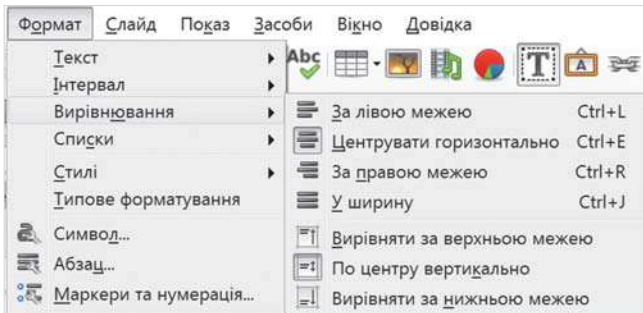 Формат Слайд Показ Засоби Вікно Довідка
Abc
T
A
Текст
Інтервал
Вирівнювання
Списки
Стилі
Типове форматування
Символ...
Абзац...
Маркери та нумерація...
За лівою межею Ctrl+L
Центрувати горизонтально Ctrl+E
За правою межею Ctrl+R
У ширину Ctrl+J
Вирівняти за верхньою межею
По центру вертикально
Вирівняти за нижньою межею